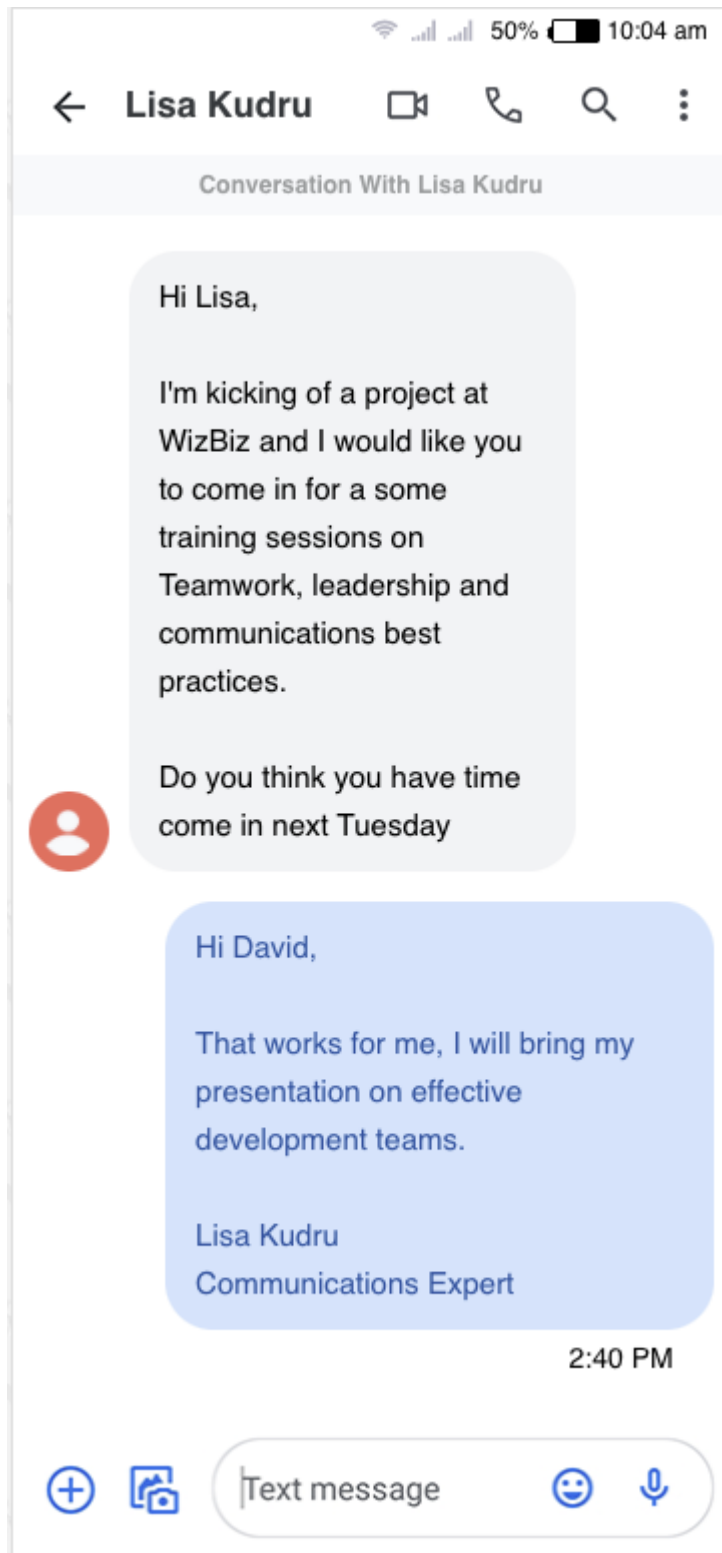 50% 10:04 am
Lisa Kudru
Conversation With Lisa Kudru
Hi Lisa,
I'm kicking of a project at
WizBiz and I would like you
to come in for a some
training sessions on
Teamwork, leadership and
communications best
practices.
Do you think you have time
come in next Tuesday
Hi David,
That works for me, I will bring my
presentation on effective
development teams.
Lisa Kudru
Communications Expert
2:40 PM
Text message